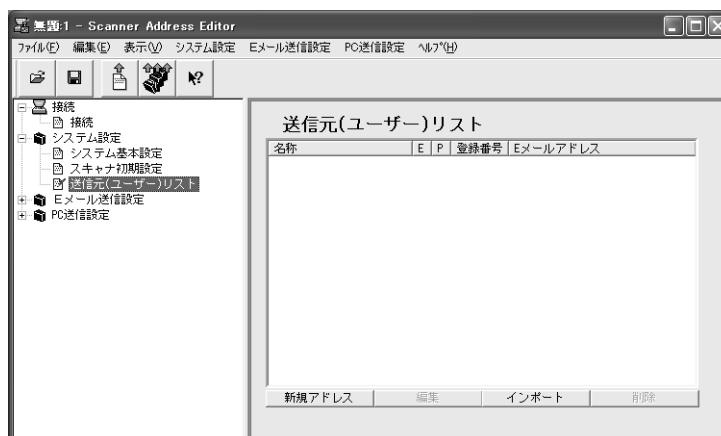 無題:1 - Scanner Address Editor
ファイル(F) 編集(E) 表示(V) システム設定 Eメール送信設定 PC送信設定 ヘルプ(H)
接続
接続
システム設定
システム基本設定
スキャナ初期設定
送信元(ユーザー)リスト
Eメール送信設定
PC送信設定
送信元(ユーザー)リスト
名称 E P 登録番号 Eメールアドレス
新規アドレス 編集 インポート 削除